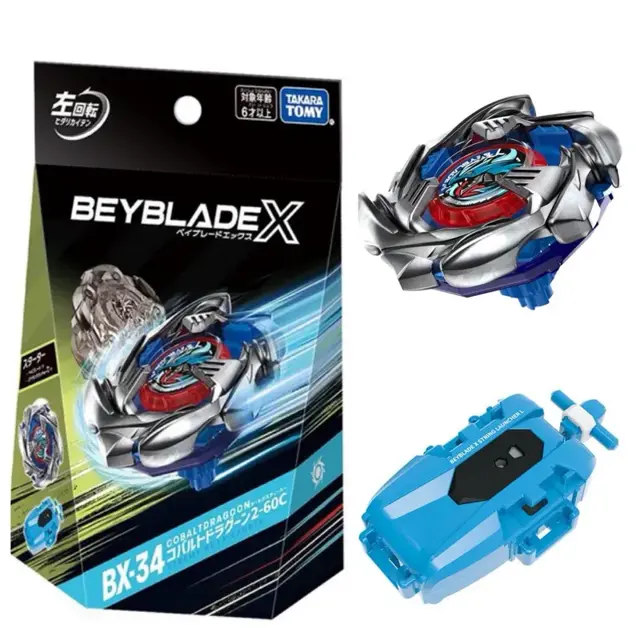 左回転
ヒダリカイテン
対象年齢
6才以上
TAKARA
TOMY
BEYBLADE X
ベイブレードエックス
スターター
COBALTDRAGOON
コバルトドラグーン2-60C
BX-34
BEYBLADE X STRING LAUNCHER L